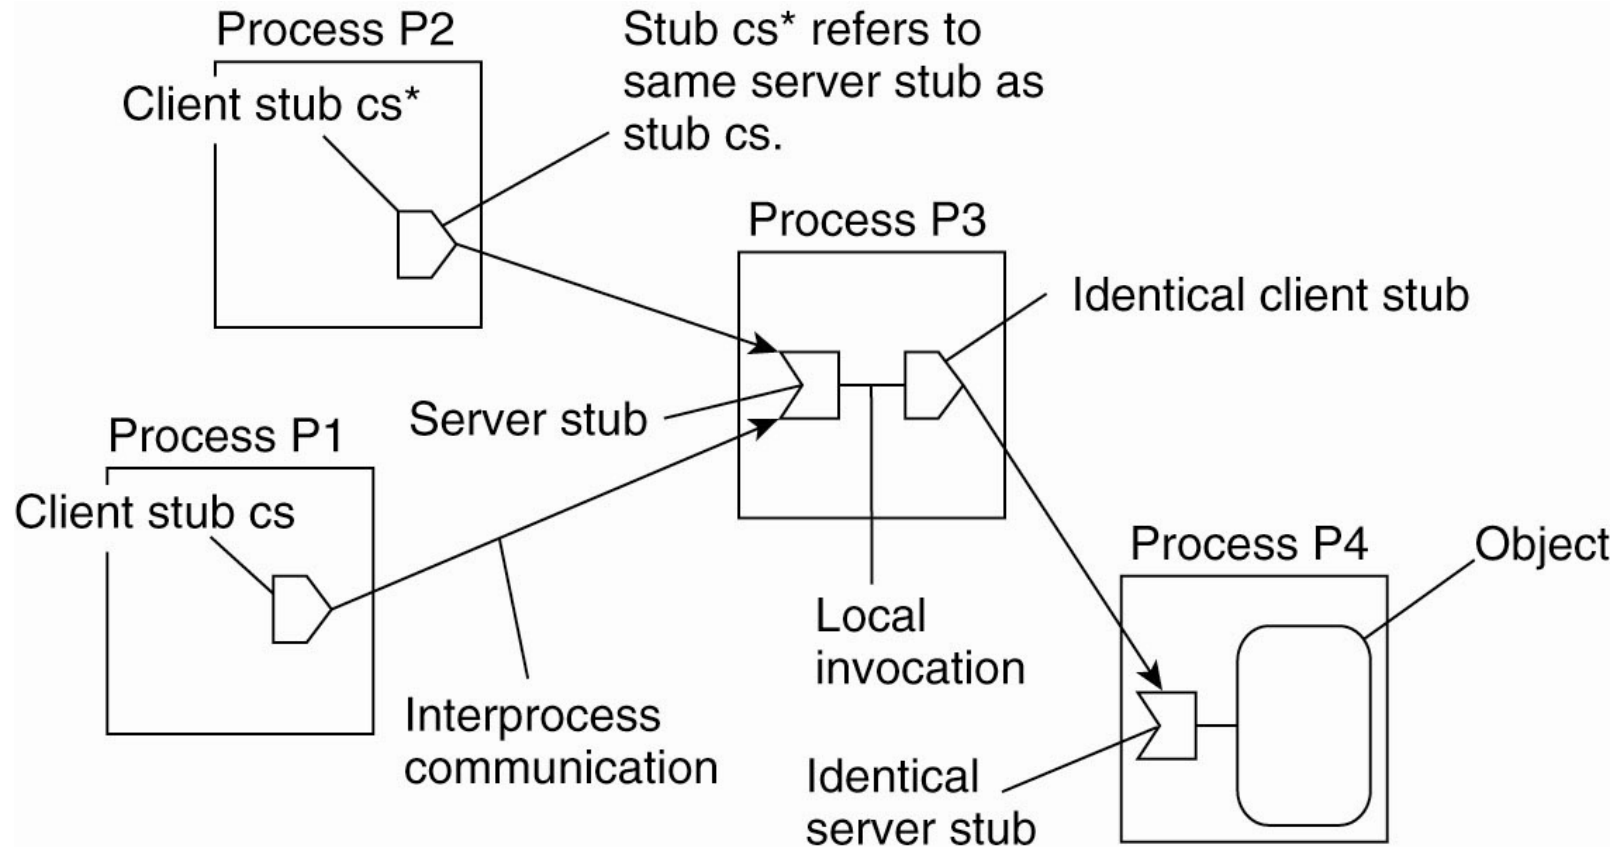 Process P2
Client stub cs*
Stub cs* refers to
same server stub as
stub cs.
Process P3
Identical client stub
Server stub
Process P1
Client stub cs
Interprocess
communication
Local
invocation
Process P4
Object
Identical
server stub